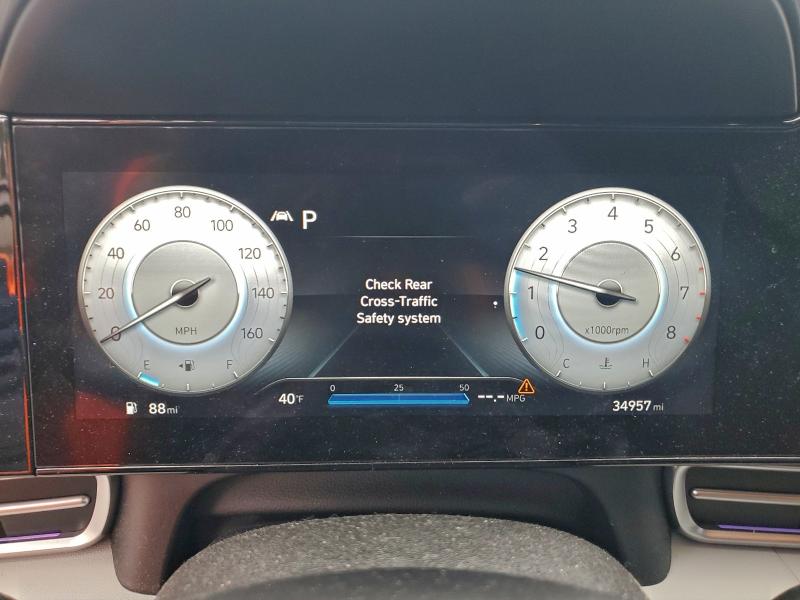 0
20
40
60
80
100
120
140
160
MPH
E
F
88mi
P
Check Rear
Cross-Traffic
Safety system
0
25
50
40°F
--.- MPG
0
1
2
3
4
5
6
7
8
x1000rpm
C
H
34957 mi